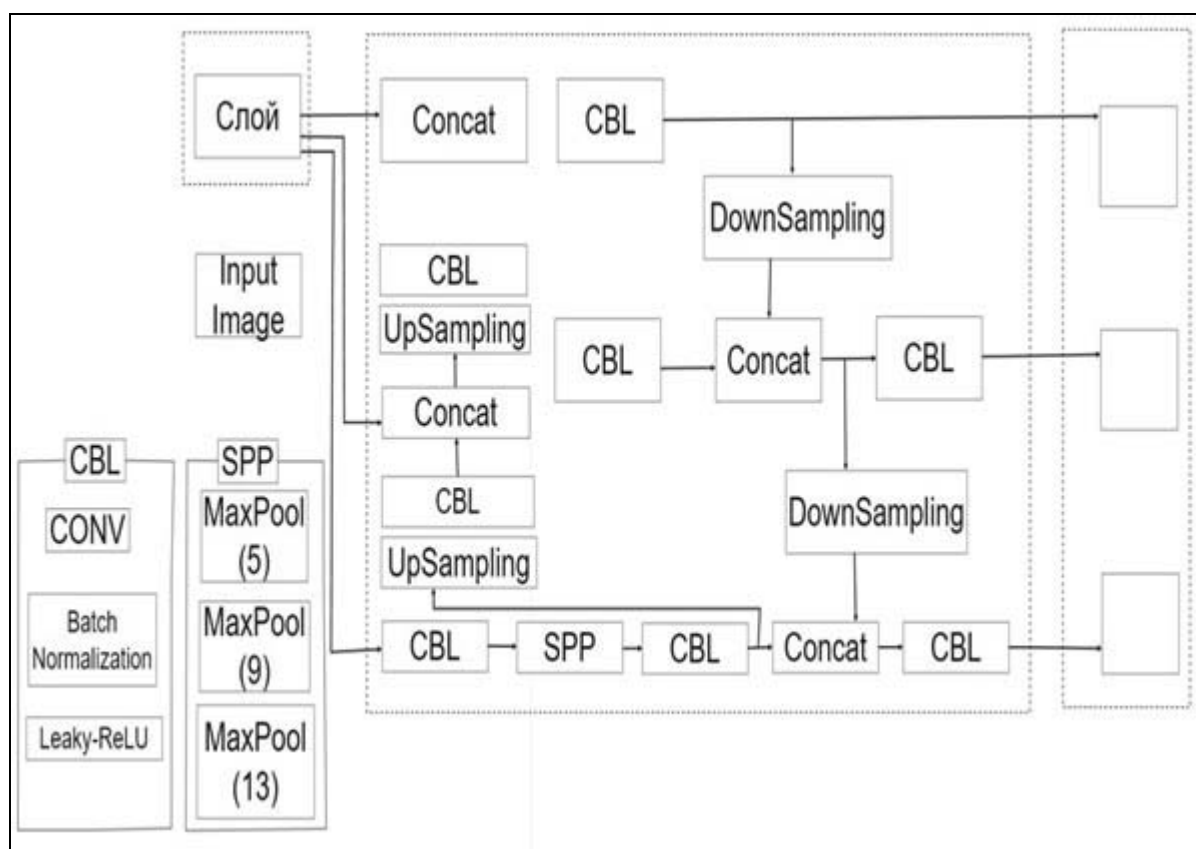 Слой
Concat
CBL
DownSampling
Input
Image
CBL
UpSampling
CBL
Concat
CBL
Concat
CBL
SPP
CBL
CONV
MaxPool
(5)
DownSampling
UpSampling
Batch
Normalization
MaxPool
(9)
CBL
SPP
CBL
Concat
CBL
Leaky-ReLU
MaxPool
(13)